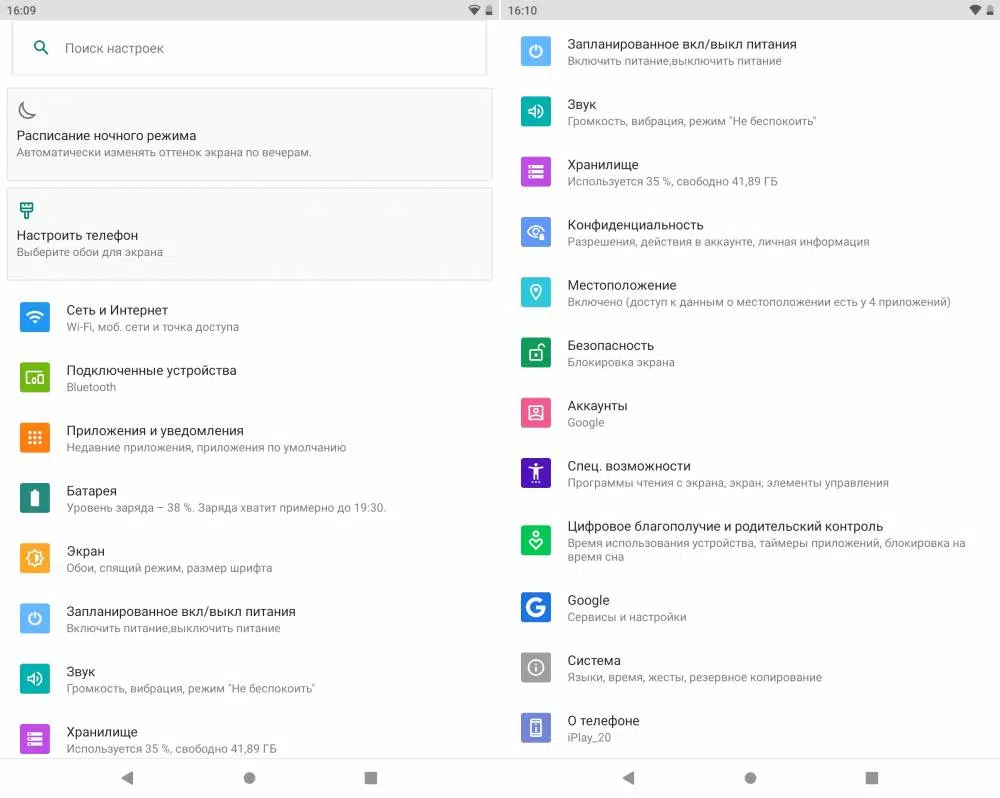 16:09
Поиск настроек
Расписание ночного режима
Автоматически изменять оттенок экрана по вечерам.
Настроить телефон
Выберите обои для экрана
Сеть и Интернет
Wi-Fi, моб. сети и точка доступа
Подключенные устройства
Bluetooth
Приложения и уведомления
Недавние приложения, приложения по умолчанию
Батарея
Уровень заряда – 38 %. Заряда хватит примерно до 19:30.
Экран
Обои, спящий режим, размер шрифта
Запланированное вкл/выкл питания
Включить питание,выключить питание
Звук
Громкость, вибрация, режим "Не беспокоить"
Хранилище
Используется 35 %, свободно 41,89 ГБ
16:10
Запланированное вкл/выкл питания
Включить питание,выключить питание
Звук
Громкость, вибрация, режим "Не беспокоить"
Хранилище
Используется 35 %, свободно 41,89 ГБ
Конфиденциальность
Разрешения, действия в аккаунте, личная информация
Местоположение
Включено (доступ к данным о местоположении есть у 4 приложений)
Безопасность
Блокировка экрана
Аккаунты
Google
Спец. возможности
Программы чтения с экрана, экран, элементы управления
Цифровое благополучие и родительский контроль
Время использования устройства, таймеры приложений, блокировка на
время сна
Google
Сервисы и настройки
Система
Языки, время, жесты, резервное копирование
О телефоне
iPlay_20